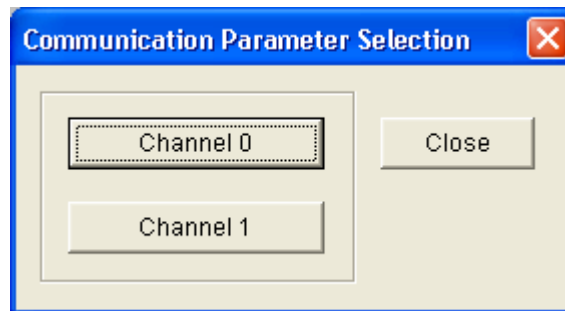 Communication Parameter Selection
Channel 0
Close
Channel 1